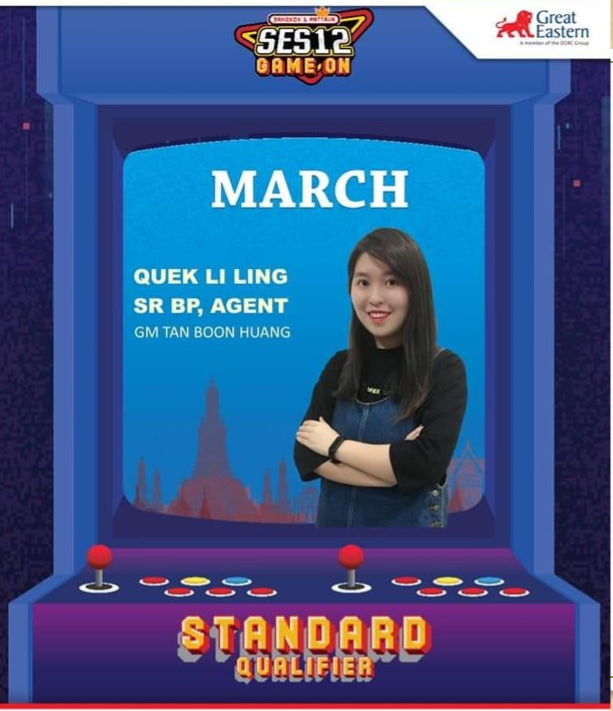 BANGKOK & PATTAYA
SES12
GAME-ON
Great
Eastern
A member of the OCBC Group
MARCH
QUEK LI LING
SR BP, AGENT
GM TAN BOON HUANG
STANDARD
QUALIFIER